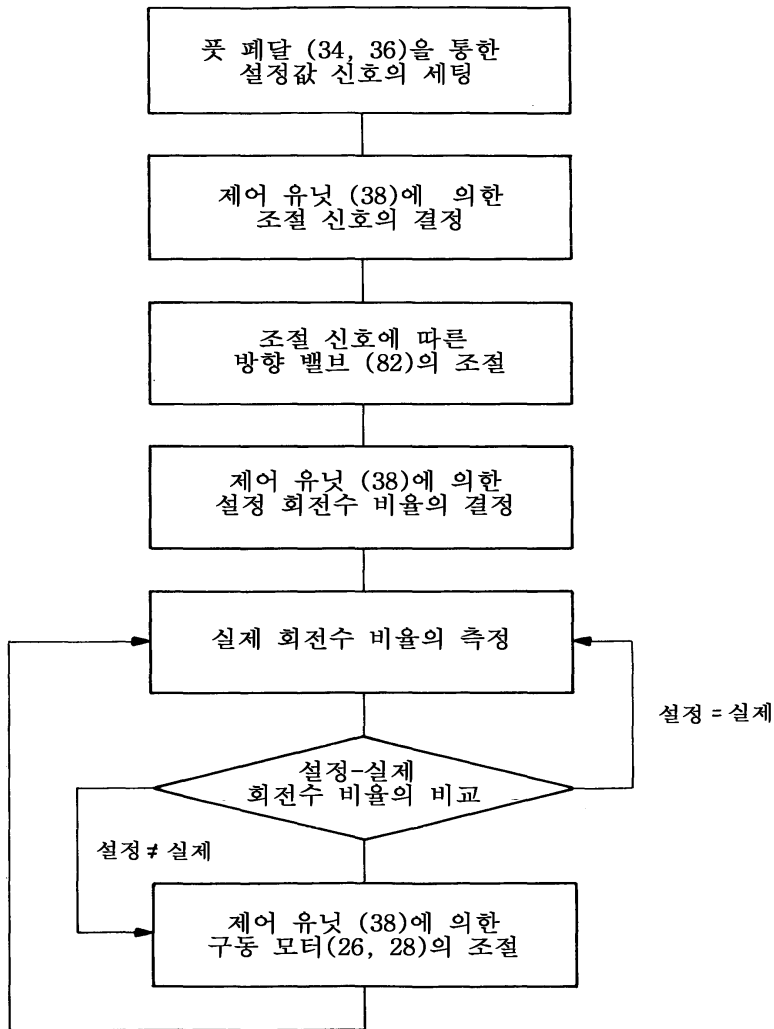 풋 페달 (34, 36)을 통한
설정값 신호의 세팅
제어 유닛 (38)에 의한
조절 신호의 결정
조절 신호에 따른
방향 밸브 (82)의 조절
제어 유닛 (38)에 의한
설정 회전수 비율의 결정
실제 회전수 비율의 측정
설정 = 실제
설정-실제
회전수 비율의 비교
설정 ≠ 실제
제어 유닛 (38)에 의한
구동 모터(26, 28)의 조절